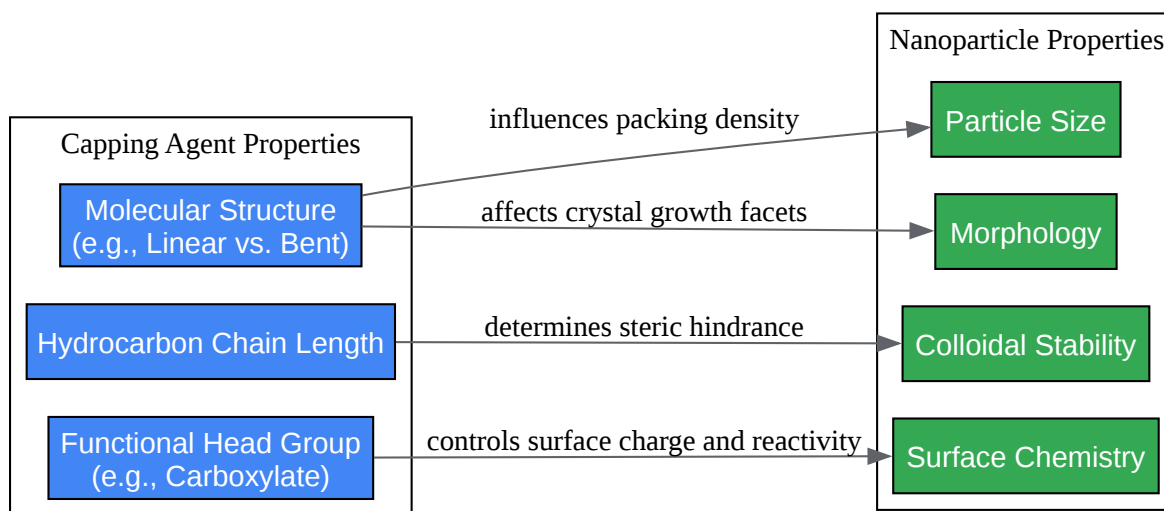 Capping Agent Properties
Molecular Structure
(e.g., Linear vs. Bent)
Hydrocarbon Chain Length
Functional Head Group
(e.g., Carboxylate)
influences packing density
affects crystal growth facets
determines steric hindrance
controls surface charge and reactivity
Nanoparticle Properties
Particle Size
Morphology
Colloidal Stability
Surface Chemistry